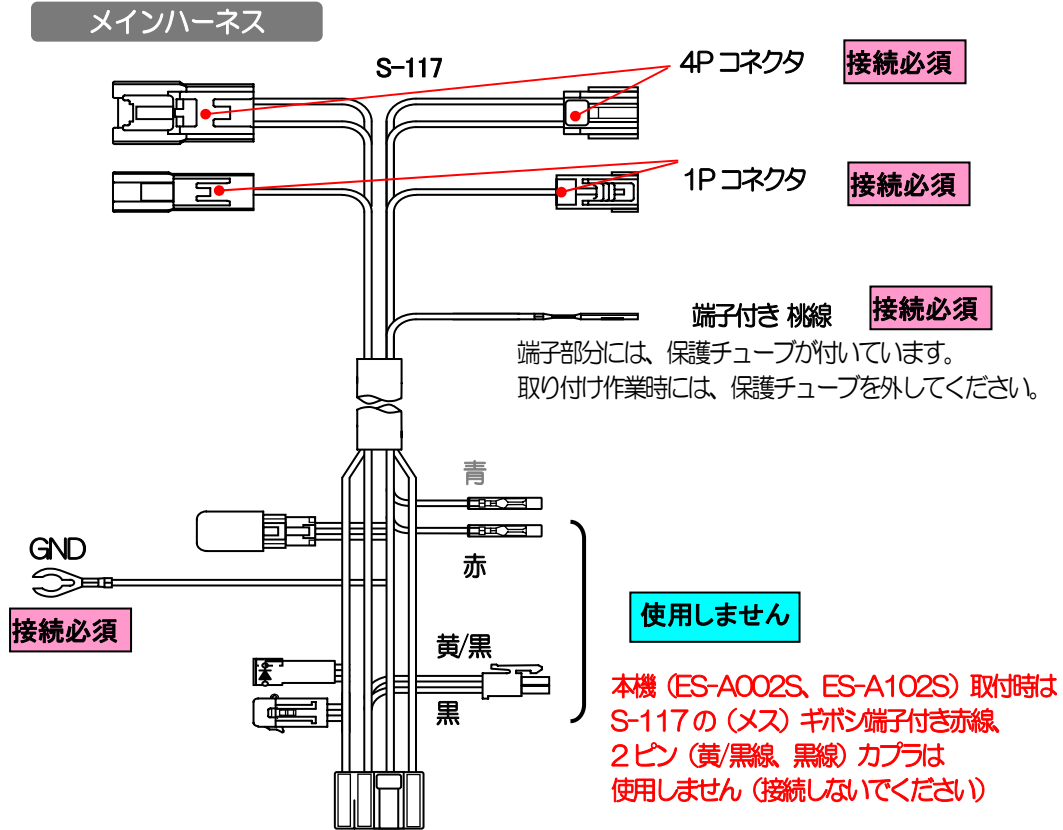 メインハーネス
S-117
4P コネクタ
接続必須
1P コネクタ
接続必須
端子付き 桃線
接続必須
端子部分には、保護チューブが付いています。
取り付け作業時には、保護チューブを外してください。
青
GND
赤
接続必須
使用しません
黄/黒
黒
本機（ES-A002S、ES-A102S）取付時は
S-117の（メス）ギボシ端子付き赤線、
2ピン（黄/黒線、黒線）カプラは
使用しません（接続しないでください）